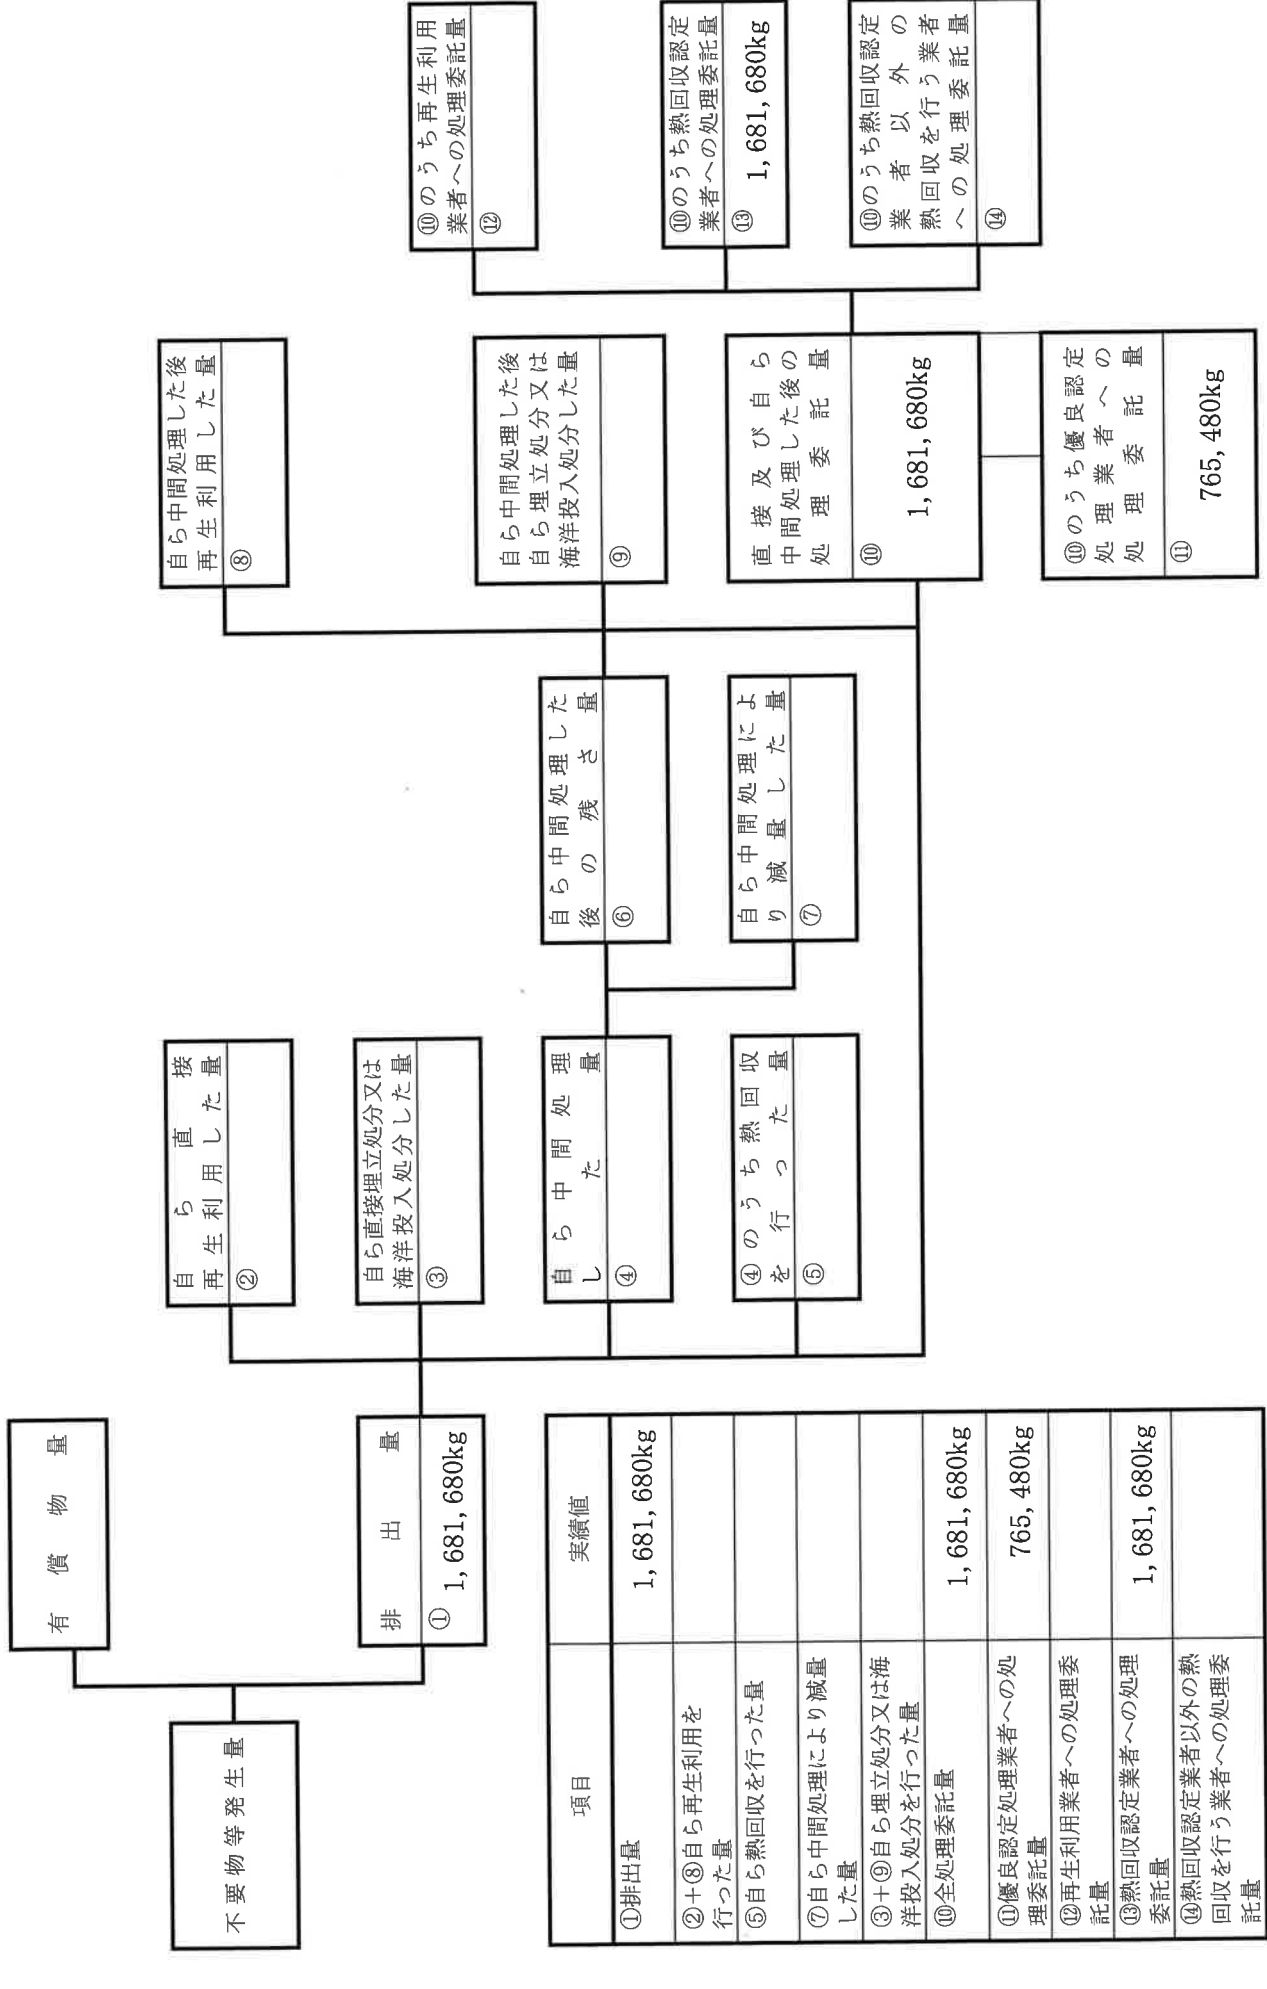 有償物量
不要物等発生量
排出量
① 1,681,680kg
自ら直接
再生利用した量
②
自ら直接埋立処分又は
海洋投入処分した量
③
自ら中間処理
した量
④
④のうち熱回収
を行った量
⑤
自ら中間処理した
後の残さ量
⑥
自ら中間処理によ
り減量した量
⑦
自ら中間処理した後
再生利用した量
⑧
自ら中間処理した後
自ら埋立処分又は
海洋投入処分した量
⑨
直接及び自ら
中間処理した後の
処理委託量
⑩
1,681,680kg
⑩のうち優良認定
処理業者への
処理委託量
⑪
765,480kg
⑩のうち再生利用
業者への処理委託量
⑫
⑩のうち熱回収認定
業者への処理委託量
⑬ 1,681,680kg
⑩のうち熱回収認定
業者以外の
熱回収を行う業者
への処理委託量
⑭
項目 実績値
①排出量 1,681,680kg
②+⑧自ら再生利用を
行った量
⑤自ら熱回収を行った量
⑦自ら中間処理により減量
した量
③+⑨自ら埋立処分又は海
洋投入処分を行った量
⑩全処理委託量 1,681,680kg
⑪優良認定処理業者への処
理委託量 765,480kg
⑫再生利用業者への処理委
託量
⑬熱回収認定業者への処理
委託量 1,681,680kg
⑭熱回収認定業者以外の熱
回収を行う業者への処理委
託量